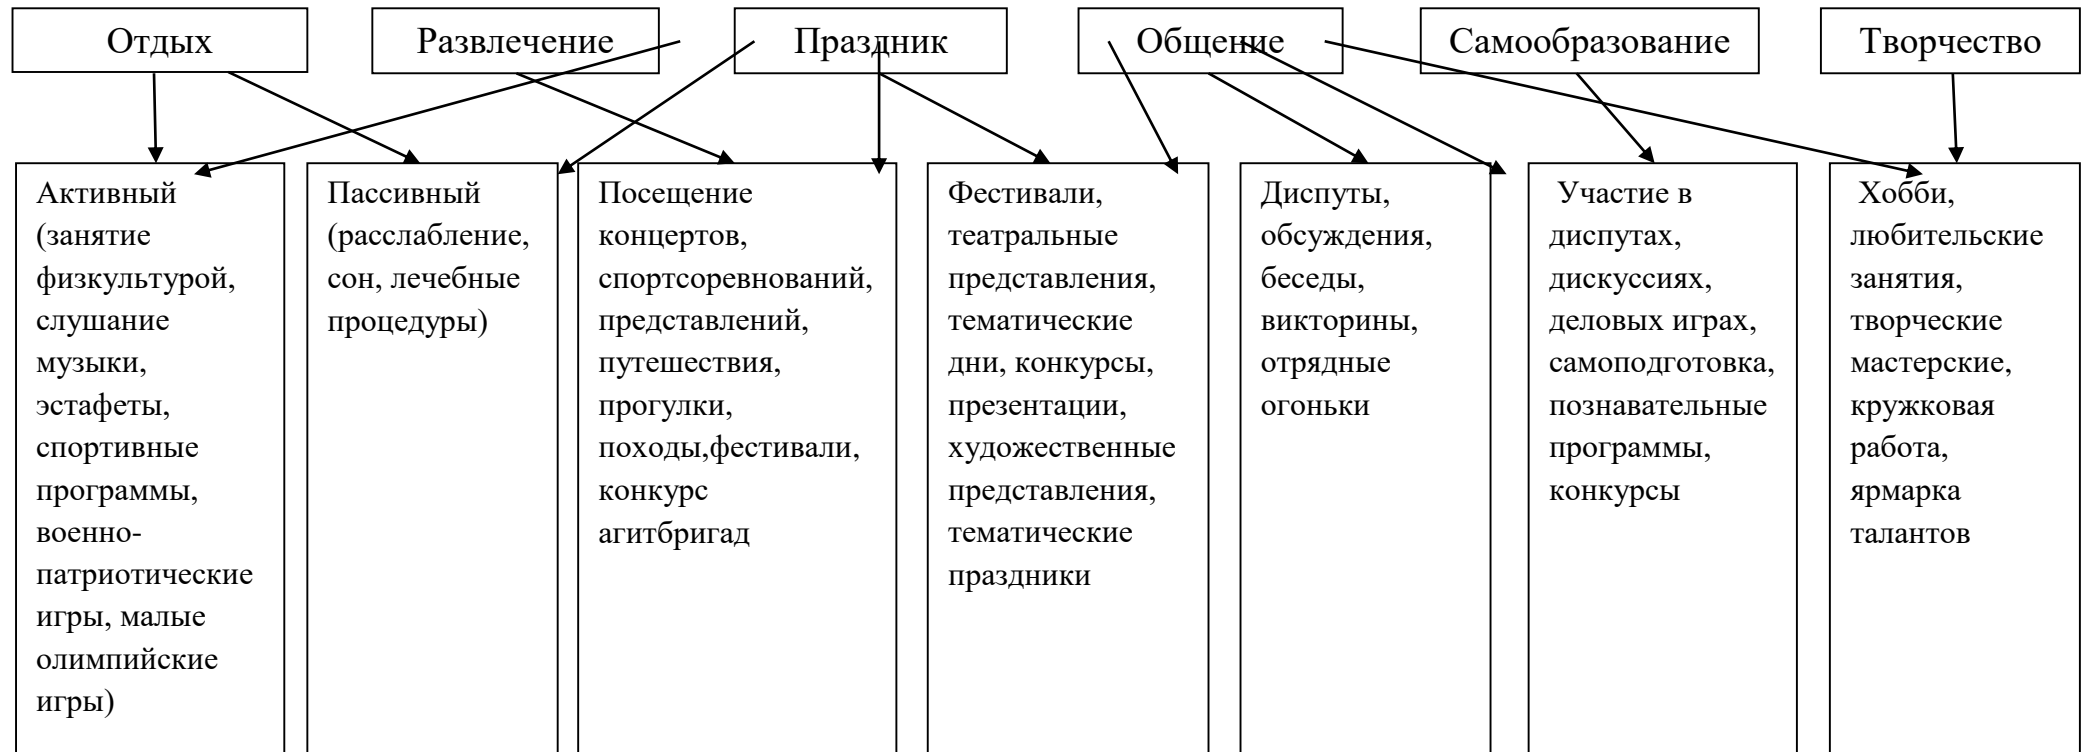 Отдых
Развлечение
Праздник
Общение
Самообразование
Творчество
Активный
(занятие
физкультурой,
слушание
музыки,
эстафеты,
спортивные
программы,
военно-
патриотические
игры, малые
олимпийские
игры)
Пассивный
(расслабление,
сон, лечебные
процедуры)
Посещение
концертов,
спортсоревнований,
представлений,
путешествия,
прогулки,
походы,фестивали,
конкурс
агитбригад
Фестивали,
театральные
представления,
тематические
дни, конкурсы,
презентации,
художественные
представления,
тематические
праздники
Диспуты,
обсуждения,
беседы,
викторины,
отрядные
огоньки
Участие в
диспутах,
дискуссиях,
деловых играх,
самоподготовка,
познавательные
программы,
конкурсы
Хобби,
любительские
занятия,
творческие
мастерские,
кружковая
работа,
ярмарка
талантов